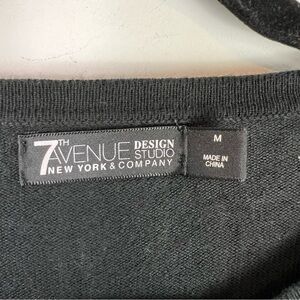 7TH AVENUE DESIGN STUDIO
NEW YORK & COMPANY
M
MADE IN
CHINA